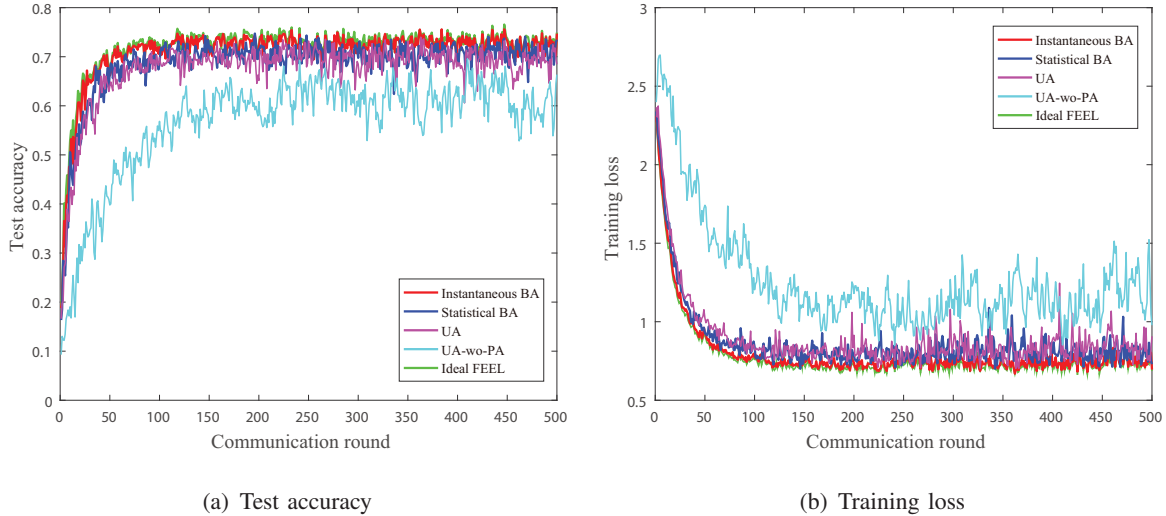 0.8
0.7
0.6
0.5
0.4
0.3
0.2
0.1
0
Test accuracy
0 50 100 150 200 250 300 350 400 450 500
Communication round
Instantaneous BA
Statistical BA
UA
UA-wo-PA
Ideal FEEL
(a) Test accuracy
3
2.5
2
1.5
1
0.5
Training loss
0 50 100 150 200 250 300 350 400 450 500
Communication round
Instantaneous BA
Statistical BA
UA
UA-wo-PA
Ideal FEEL
(b) Training loss